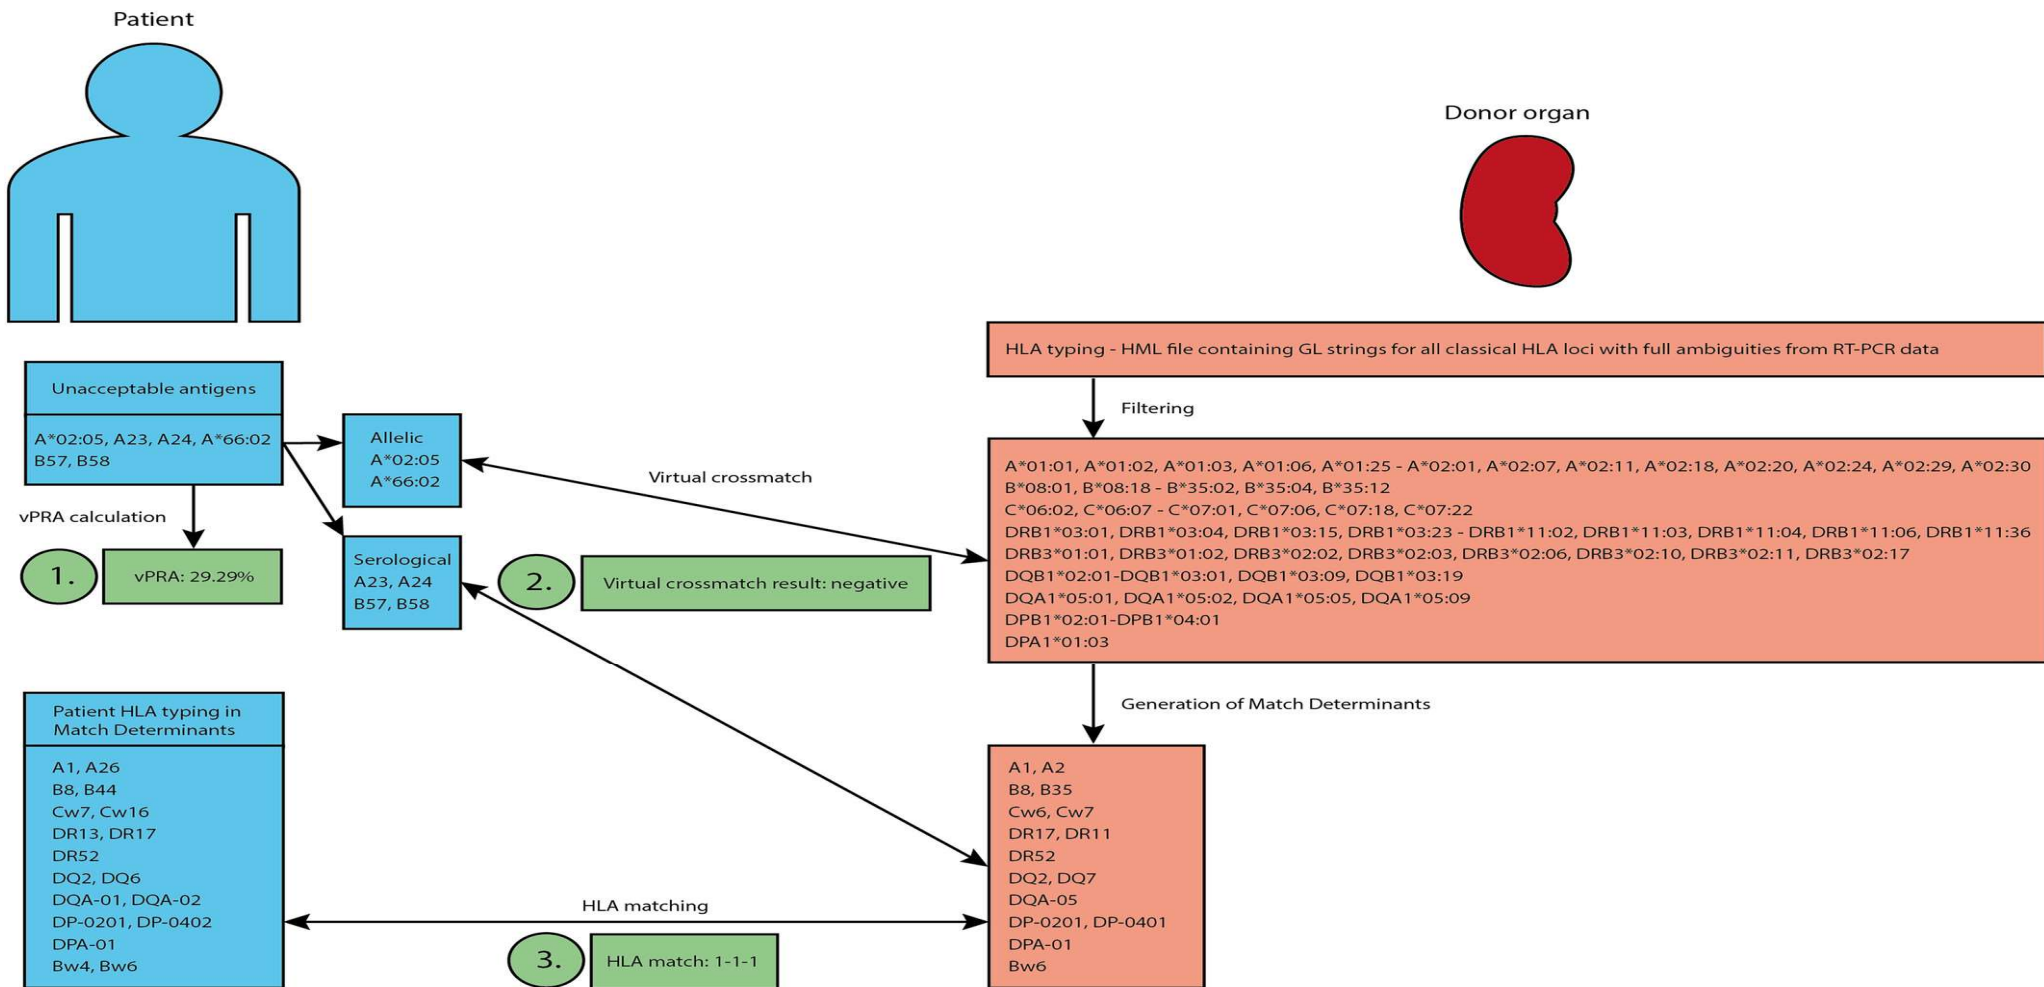 Patient
Donor organ
HLA typing - HML file containing GL strings for all classical HLA loci with full ambiguities from RT-PCR data
Unacceptable antigens
A*02:05, A23, A24, A*66:02
B57, B58
Allelic
A*02:05
A*66:02
Filtering
Virtual crossmatch
A*01:01, A*01:02, A*01:03, A*01:06, A*01:25 - A*02:01, A*02:07, A*02:11, A*02:18, A*02:20, A*02:24, A*02:29, A*02:30
B*08:01, B*08:18 - B*35:02, B*35:04, B*35:12
C*06:02, C*06:07 - C*07:01, C*07:06, C*07:18, C*07:22
DRB1*03:01, DRB1*03:04, DRB1*03:15, DRB1*03:23 - DRB1*11:02, DRB1*11:03, DRB1*11:04, DRB1*11:06, DRB1*11:36
DRB3*01:01, DRB3*01:02, DRB3*02:02, DRB3*02:03, DRB3*02:06, DRB3*02:10, DRB3*02:11, DRB3*02:17
DQB1*02:01-DQB1*03:01, DQB1*03:09, DQB1*03:19
DQA1*05:01, DQA1*05:02, DQA1*05:05, DQA1*05:09
DPB1*02:01-DPB1*04:01
DPA1*01:03
vPRA calculation
1.
vPRA: 29.29%
Serological
A23, A24
B57, B58
2.
Virtual crossmatch result: negative
Generation of Match Determinants
Patient HLA typing in
Match Determinants
A1, A26
B8, B44
Cw7, Cw16
DR13, DR17
DR52
DQ2, DQ6
DQA-01, DQA-02
DP-0201, DP-0402
DPA-01
Bw4, Bw6
A1, A2
B8, B35
Cw6, Cw7
DR17, DR11
DR52
DQ2, DQ7
DQA-05
DP-0201, DP-0401
DPA-01
Bw6
HLA matching
3.
HLA match: 1-1-1